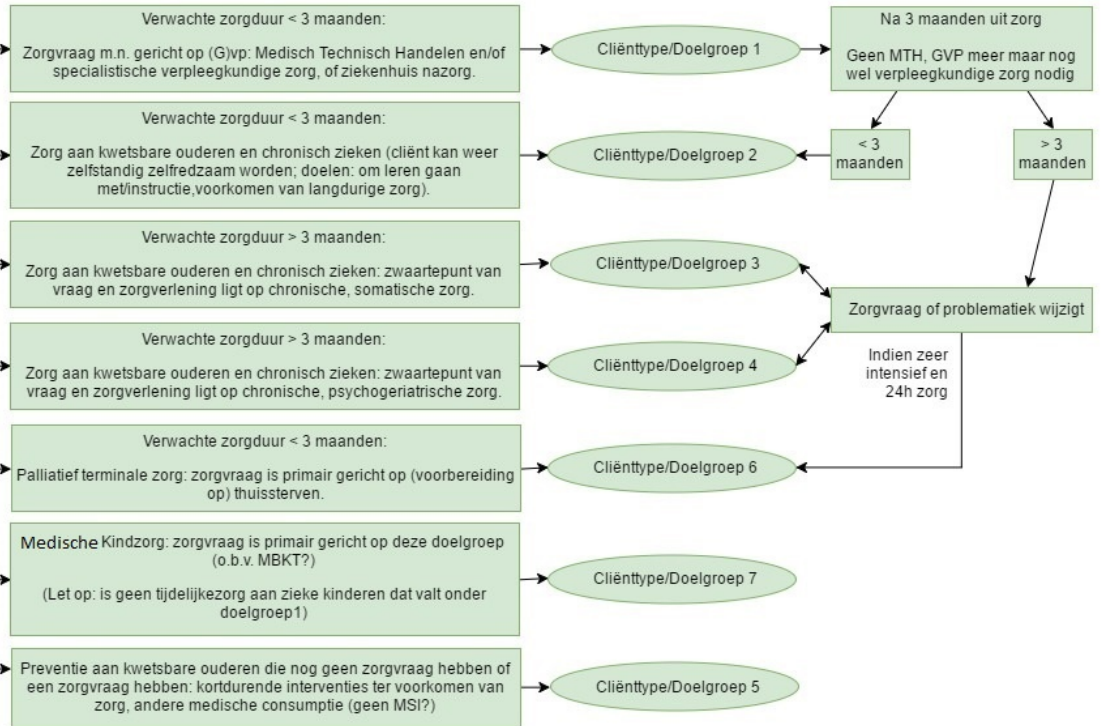 Verwachte zorgduur < 3 maanden:
Zorgvraag m.n. gericht op (G)vp: Medisch Technisch Handelen en/of
specialistische verpleegkundige zorg, of ziekenhuis nazorg.
Cliënttype/Doelgroep 1
Na 3 maanden uit zorg
Geen MTH, GVP meer maar nog
wel verpleegkundige zorg nodig
Verwachte zorgduur < 3 maanden:
Zorg aan kwetsbare ouderen en chronisch zieken (cliënt kan weer
zelfstandig zelfredzaam worden; doelen: om leren gaan
met/instructie,voorkomen van langdurige zorg).
Cliënttype/Doelgroep 2
< 3
maanden
> 3
maanden
Verwachte zorgduur > 3 maanden:
Zorg aan kwetsbare ouderen en chronisch zieken: zwaartepunt van
vraag en zorgverlening ligt op chronische, somatische zorg.
Cliënttype/Doelgroep 3
Zorgvraag of problematiek wijzigt
Verwachte zorgduur > 3 maanden:
Zorg aan kwetsbare ouderen en chronisch zieken: zwaartepunt van
vraag en zorgverlening ligt op chronische, psychogeriatrische zorg.
Cliënttype/Doelgroep 4
Indien zeer
intensief en
24h zorg
Verwachte zorgduur < 3 maanden:
Palliatief terminale zorg: zorgvraag is primair gericht op (voorbereiding
op) thuissterven.
Cliënttype/Doelgroep 6
Medische Kindzorg: zorgvraag is primair gericht op deze doelgroep
(o.b.v. MBKT?)
(Let op: is geen tijdelijkezorg aan zieke kinderen dat valt onder
doelgroep1)
Cliënttype/Doelgroep 7
Preventie aan kwetsbare ouderen die nog geen zorgvraag hebben of
een zorgvraag hebben: kortdurende interventies ter voorkomen van
zorg, andere medische consumptie (geen MSI?)
Cliënttype/Doelgroep 5